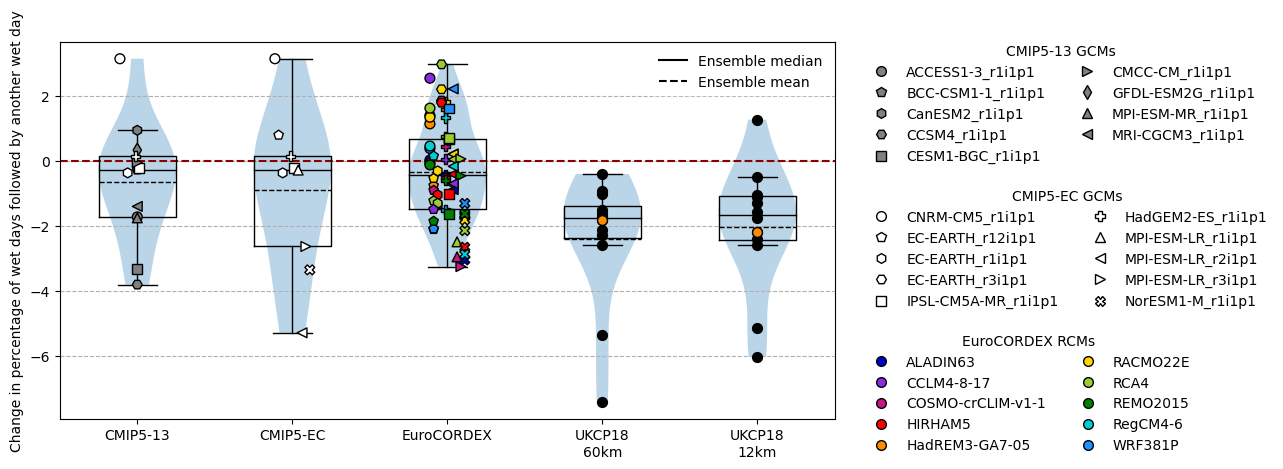 Change in percentage of wet days followed by another wet day
2
0
−2
−4
−6
Ensemble median
Ensemble mean
CMIP5-13
CMIP5-EC
EuroCORDEX
UKCP18
60km
UKCP18
12km
CMIP5-13 GCMs
ACCESS1-3_r1i1p1
BCC-CSM1-1_r1i1p1
CanESM2_r1i1p1
CCSM4_r1i1p1
CESM1-BGC_r1i1p1
CMCC-CM_r1i1p1
GFDL-ESM2G_r1i1p1
MPI-ESM-MR_r1i1p1
MRI-CGCM3_r1i1p1
CMIP5-EC GCMs
CNRM-CM5_r1i1p1
EC-EARTH_r12i1p1
EC-EARTH_r1i1p1
EC-EARTH_r3i1p1
IPSL-CM5A-MR_r1i1p1
HadGEM2-ES_r1i1p1
MPI-ESM-LR_r1i1p1
MPI-ESM-LR_r2i1p1
MPI-ESM-LR_r3i1p1
NorESM1-M_r1i1p1
EuroCORDEX RCMs
ALADIN63
CCLM4-8-17
COSMO-crCLIM-v1-1
HIRHAM5
HadREM3-GA7-05
RACMO22E
RCA4
REMO2015
RegCM4-6
WRF381P